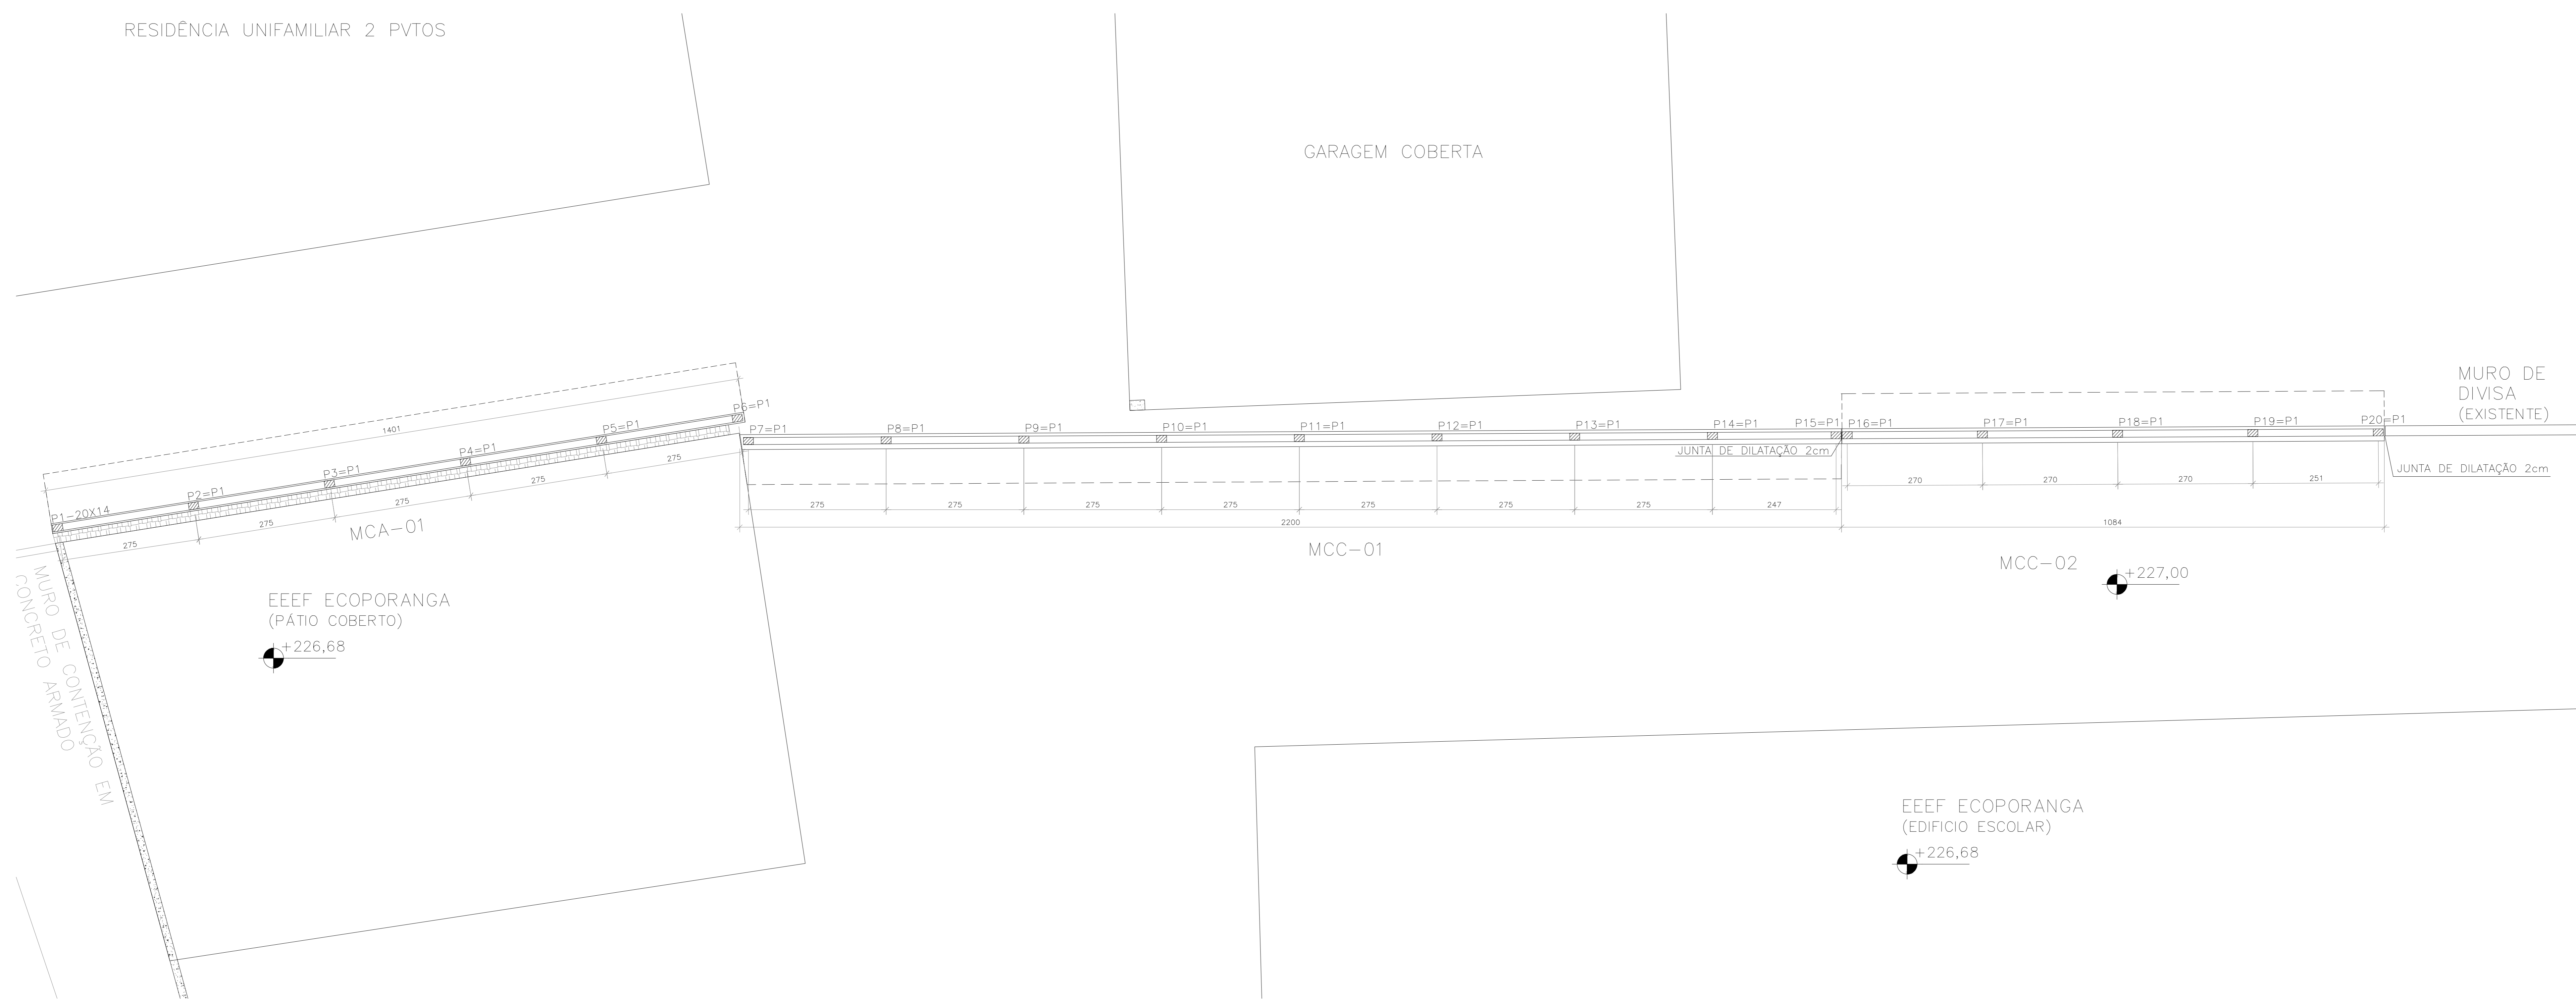 RESIDÊNCIA UNIFAMILIAR 2 PVTOS
GARAGEM COBERTA
MURO DE
DIVISA
(EXISTENTE)
1401
P1-20X14
P2=P1
P3=P1
P4=P1
P5=P1
P6=P1
P7=P1
P8=P1
P9=P1
P10=P1
P11=P1
P12=P1
P13=P1
P14=P1
P15=P1
P16=P1
P17=P1
P18=P1
P19=P1
P20=P1
JUNTA DE DILATAÇÃO 2cm
JUNTA DE DILATAÇÃO 2cm
275
275
275
275
275
MCA-01
275
275
275
275
275
275
275
247
270
270
270
251
2200
1084
MCC-01
MCC-02
+227,00
MURO DE CONTENÇÃO EM
CONCRETO ARMADO
EEEF ECOPORANGA
(PÁTIO COBERTO)
+226,68
EEEF ECOPORANGA
(EDIFICIO ESCOLAR)
+226,68